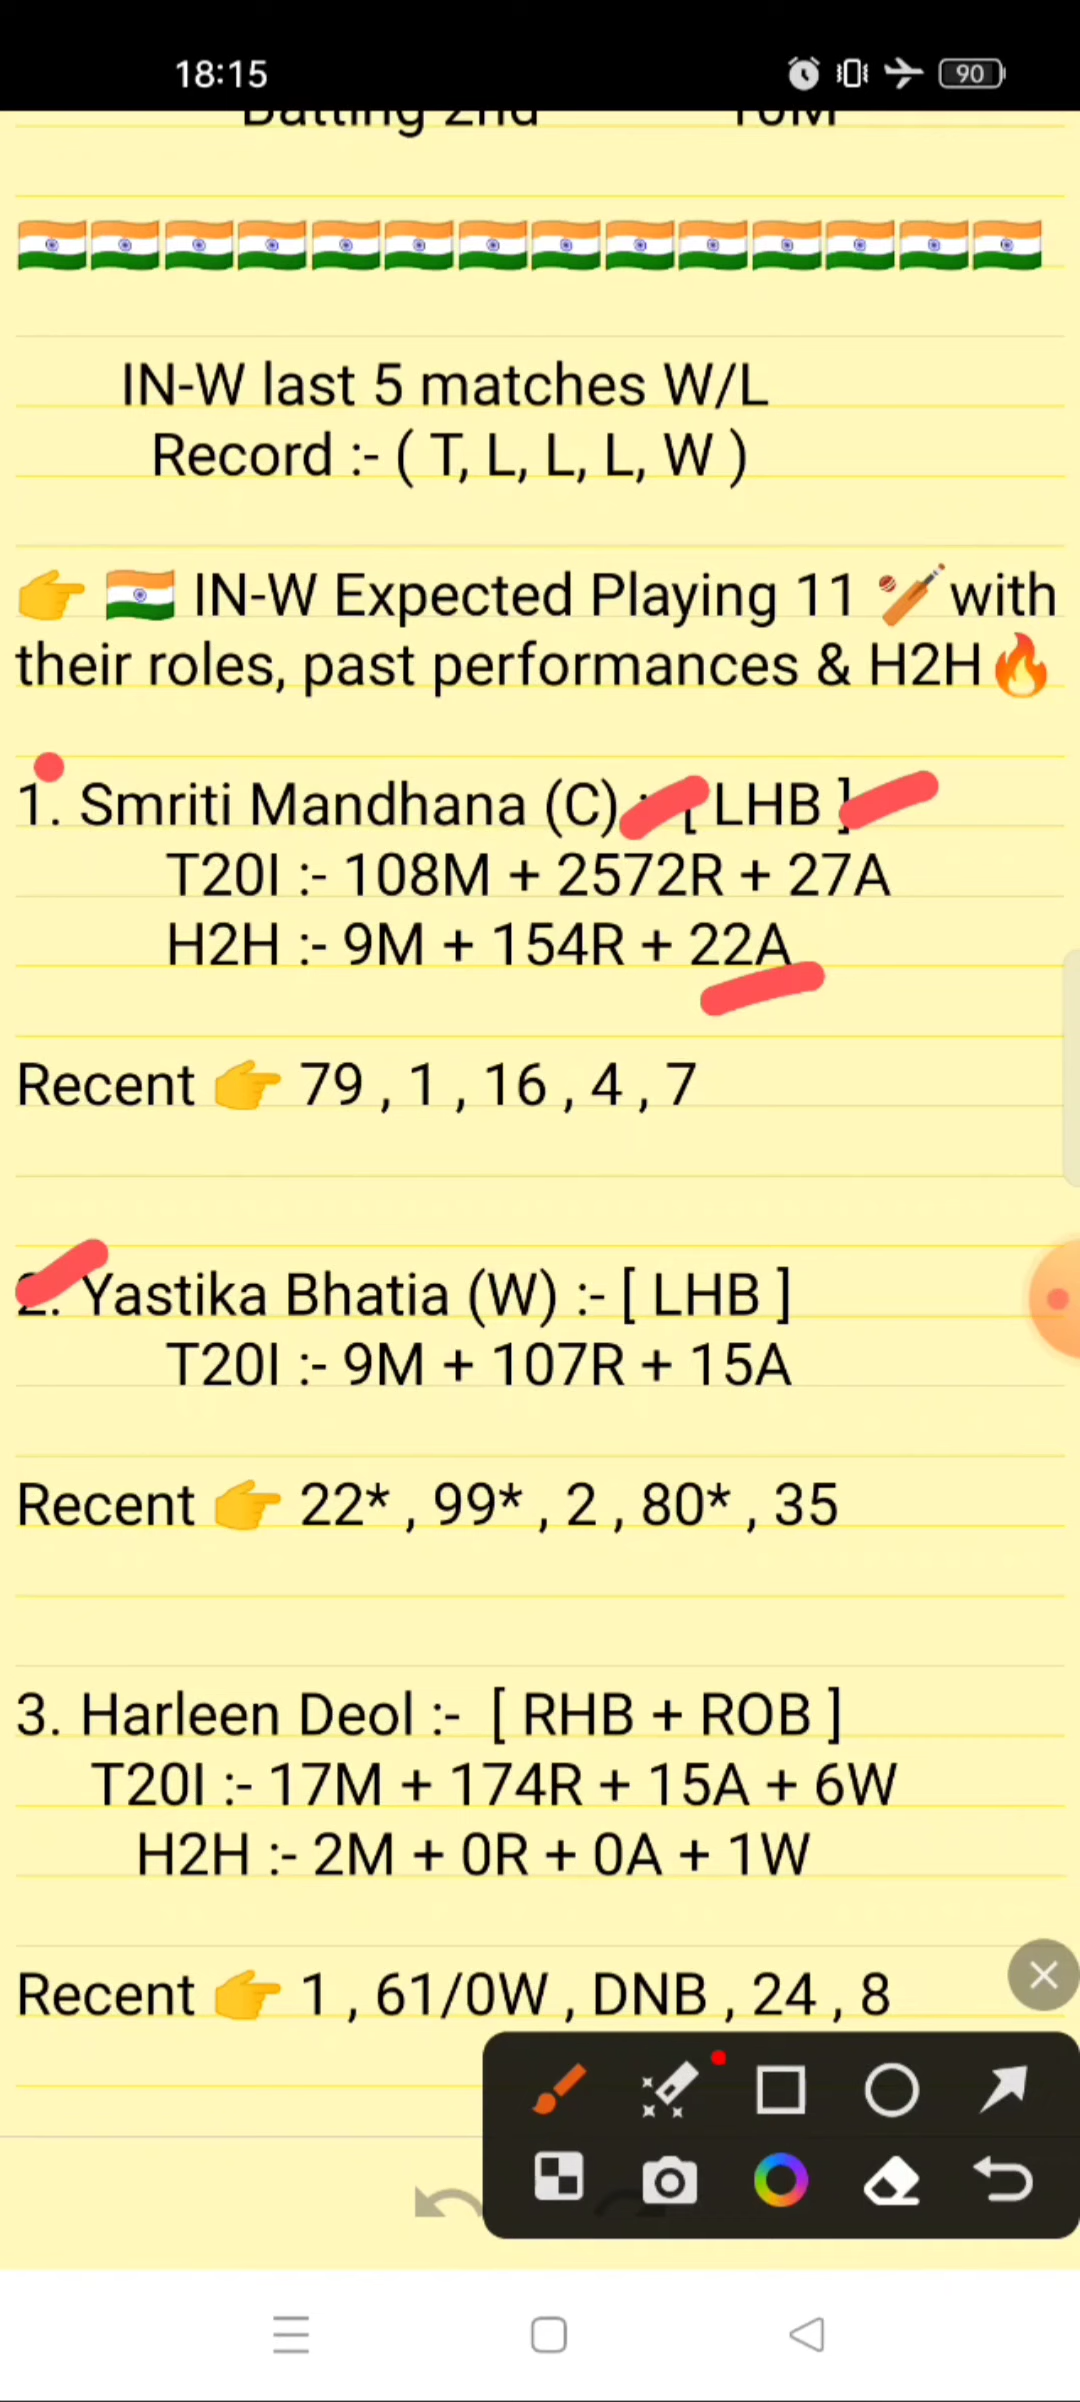 18:15
90
Batting 2nd 16M
IN-W last 5 matches W/L
Record :- ( T, L, L, L, W )
👉 🇮🇳 IN-W Expected Playing 11 🏏 with
their roles, past performances & H2H🔥
1. Smriti Mandhana (C) :- [ LHB ]
T20I :- 108M + 2572R + 27A
H2H :- 9M + 154R + 22A
Recent 👉 79 , 1 , 16 , 4 , 7
2. Yastika Bhatia (W) :- [ LHB ]
T20I :- 9M + 107R + 15A
Recent 👉 22* , 99* , 2 , 80* , 35
3. Harleen Deol :- [ RHB + ROB ]
T20I :- 17M + 174R + 15A + 6W
H2H :- 2M + 0R + 0A + 1W
Recent 👉 1 , 61/0W , DNB , 24 , 8